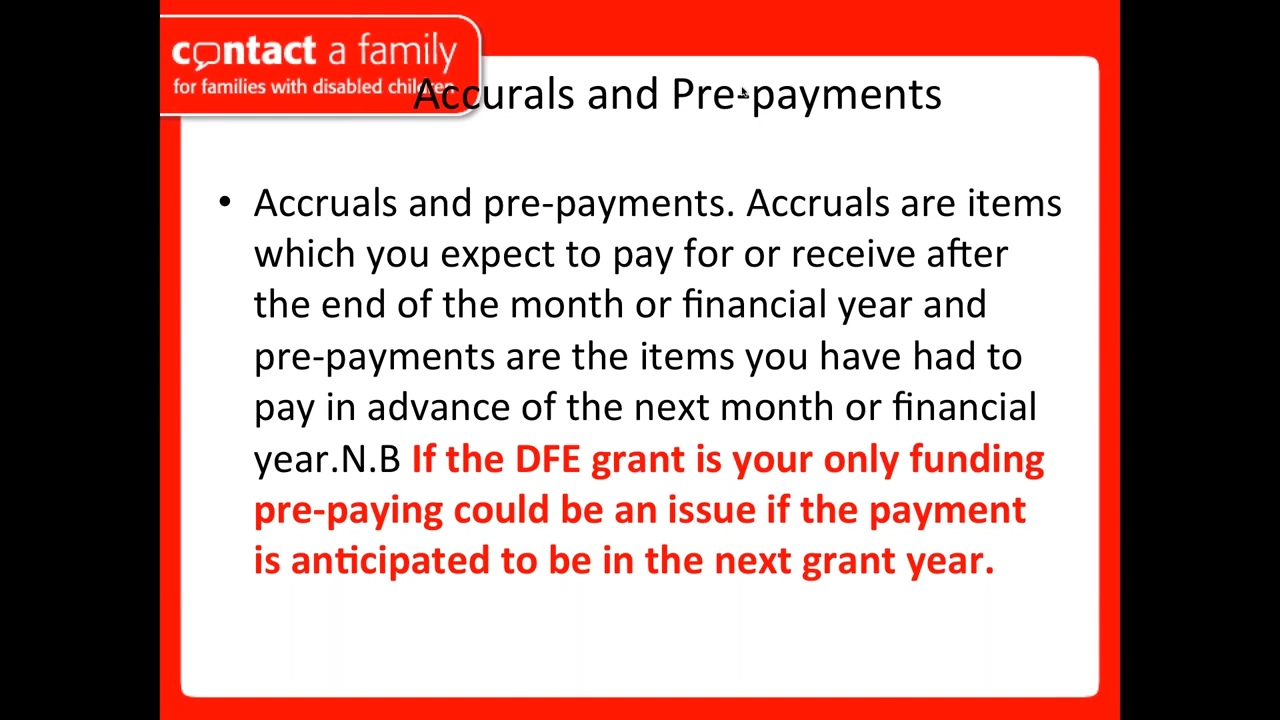 contact a family
for families with disabled children
Accurals and Pre-payments
• Accruals and pre-payments. Accruals are items
which you expect to pay for or receive after
the end of the month or financial year and
pre-payments are the items you have had to
pay in advance of the next month or financial
year.N.B If the DFE grant is your only funding
pre-paying could be an issue if the payment
is anticipated to be in the next grant year.